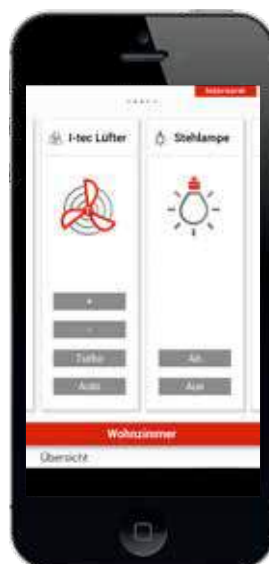 I-tec Lüfter
Stehlampe
+
-
Turbo
Auto
An
Aus
Wohnzimmer
Übersicht